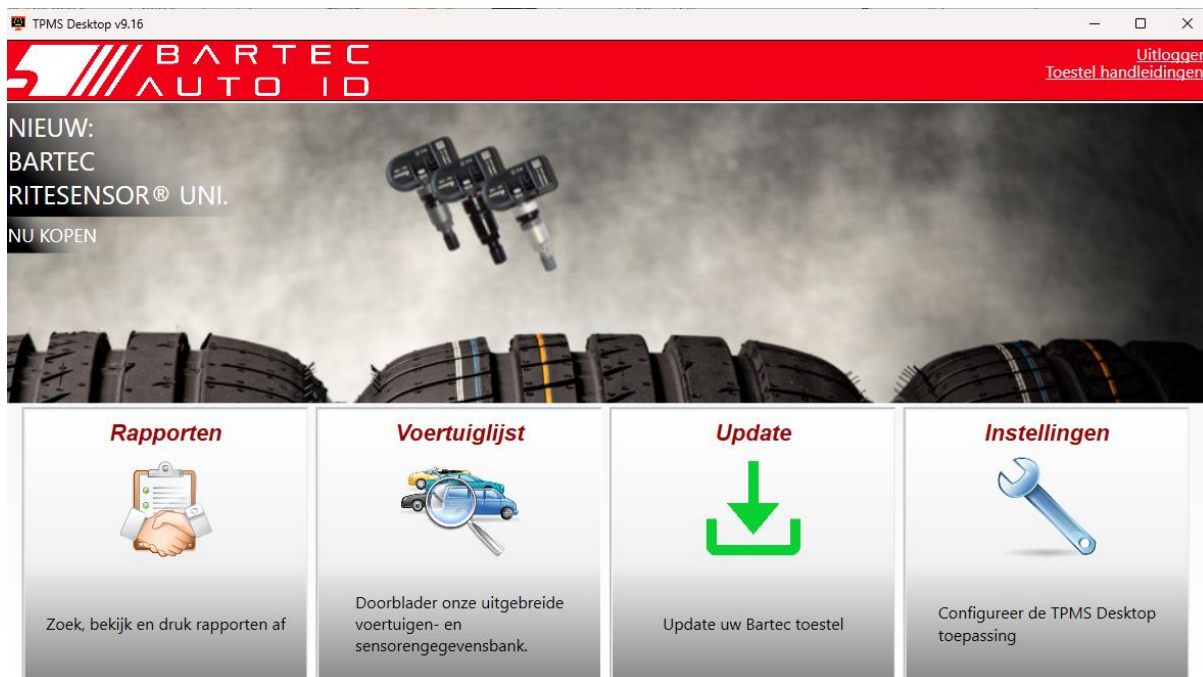 TPMS Desktop v9.16
BARTEC
AUTO ID
Uitlogger
Toestel handleidingen
NIEUW:
BARTEC
RITESENSOR® UNI.
NU KOPEN
Rapporten
Voertuiglijst
Update
Instellingen
Zoek, bekijk en druk rapporten af
Doorblader onze uitgebreide
voertuigen- en
sensorengegevensbank.
Update uw Bartec toestel
Configureer de TPMS Desktop
toepassing